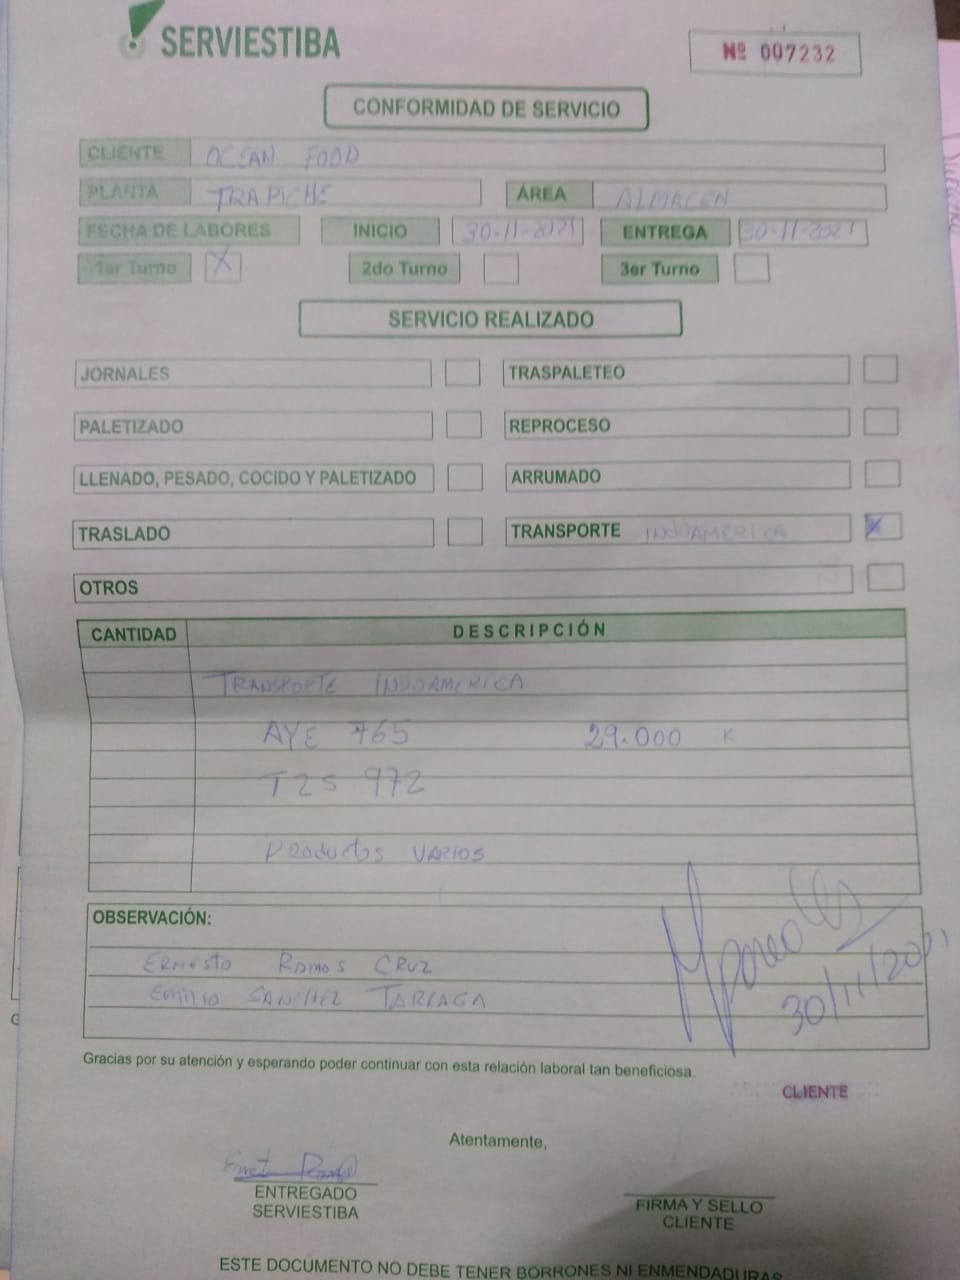 SERVIESTIBA
Nº 007232
CONFORMIDAD DE SERVICIO
CLIENTE OCEAN FOOD
PLANTA TRAPICHE ÁREA ALMACEN
FECHA DE LABORES INICIO 30-11-2021 ENTREGA 30-11-2021
1er Turno X 2do Turno 3er Turno
SERVICIO REALIZADO
JORNALES TRASPALETEO
PALETIZADO REPROCESO
LLENADO, PESADO, COCIDO Y PALETIZADO ARRUMADO
TRASLADO TRANSPORTE INDOAMERICA X
OTROS
CANTIDAD DESCRIPCIÓN
TRANSPORTE INDOAMERICA
AYE 765 29.000 K
T2S 972
PRODUCTOS VARIOS
OBSERVACIÓN:
ERNESTO RAMOS CRUZ
EMILIO SANCHEZ TARRAGA
30/11/2021
Gracias por su atención y esperando poder continuar con esta relación laboral tan beneficiosa.
CLIENTE
Atentamente,
ENTREGADO
SERVIESTIBA
FIRMA Y SELLO
CLIENTE
ESTE DOCUMENTO NO DEBE TENER BORRONES NI ENMENDADURAS